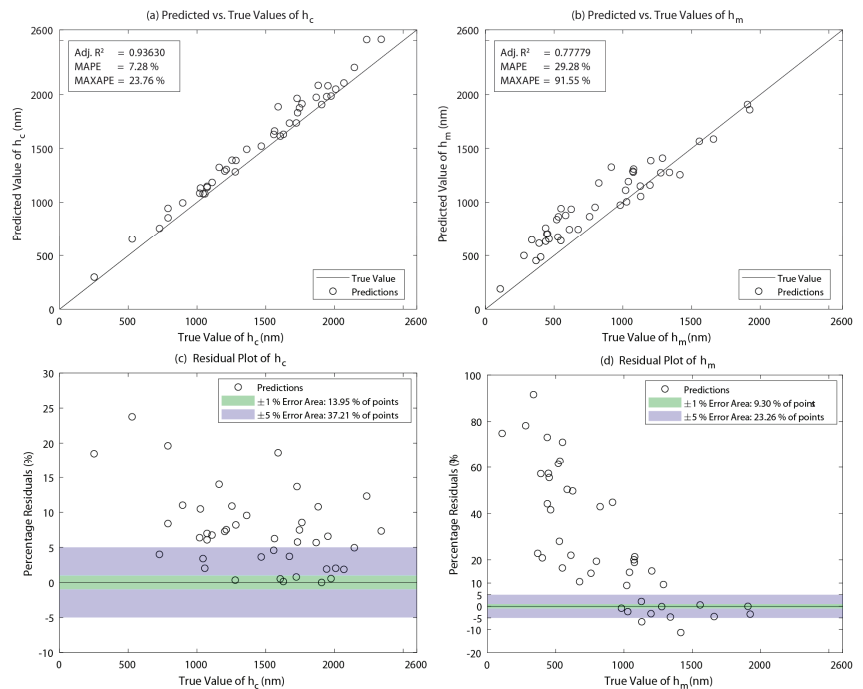 (a) Predicted vs. True Values of h_c
2600
2000
1500
1000
500
0
Predicted Value of h_c (nm)
Adj. R² = 0.93630
MAPE = 7.28 %
MAXAPE = 23.76 %
True Value
Predictions
0 500 1000 1500 2000 2600
True Value of h_c (nm)
(b) Predicted vs. True Values of h_m
2600
2000
1500
1000
500
0
Predicted Value of h_m (nm)
Adj. R² = 0.77779
MAPE = 29.28 %
MAXAPE = 91.55 %
True Value
Predictions
0 500 1000 1500 2000 2600
True Value of h_m (nm)
(c) Residual Plot of h_c
30
25
20
15
10
5
0
-5
-10
Percentage Residuals (%)
Predictions
±1 % Error Area: 13.95 % of points
±5 % Error Area: 37.21 % of points
0 500 1000 1500 2000 2600
True Value of h_c (nm)
(d) Residual Plot of h_m
100
80
60
40
20
10
5
0
-5
-10
-20
Percentage Residuals (%
Predictions
±1 % Error Area: 9.30 % of points
±5 % Error Area: 23.26 % of points
0 500 1000 1500 2000 2600
True Value of h_m (nm)